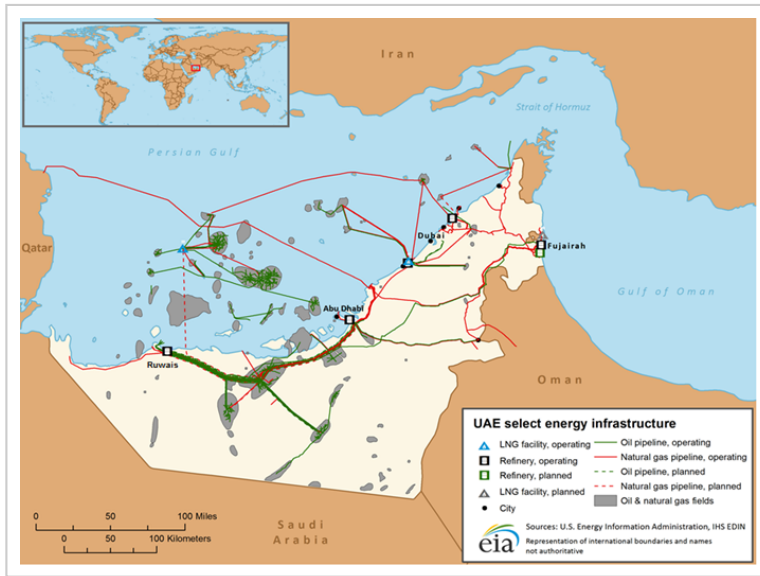 Iran
Strait of Hormuz
Persian Gulf
Qatar
Dubai
Fujairah
Gulf of Oman
Abu Dhabi
Ruwais
Oman
Saudi
Arabia
0 50 100 Miles
0 50 100 Kilometers
UAE select energy infrastructure
LNG facility, operating
Refinery, operating
Refinery, planned
LNG facility, planned
City
Oil pipeline, operating
Natural gas pipeline, operating
Oil pipeline, planned
Natural gas pipeline, planned
Oil & natural gas fields
eia
Sources: U.S. Energy Information Administration, IHS EDIN
Representation of international boundaries and names
not authoritative